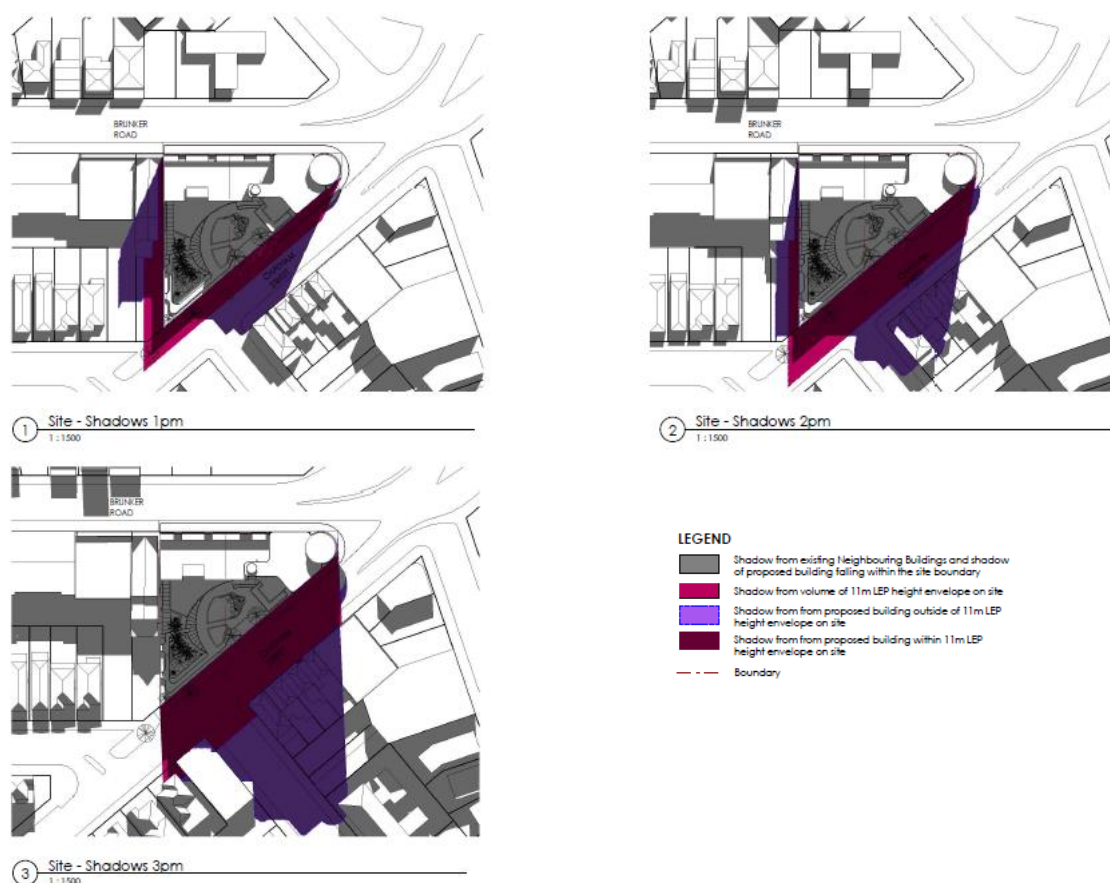 BRUNKER
ROAD
BRUNKER
ROAD
1
Site - Shadows 1pm
1 : 1500
2
Site - Shadows 2pm
1 : 1500
BRUNKER
ROAD
LEGEND
Shadow from existing Neighbouring Buildings and shadow
of proposed building falling within the site boundary
Shadow from volume of 11m LEP height envelope on site
Shadow from from proposed building outside of 11m LEP
height envelope on site
Shadow from from proposed building within 11m LEP
height envelope on site
Boundary
3
Site - Shadows 3pm
1 : 1500